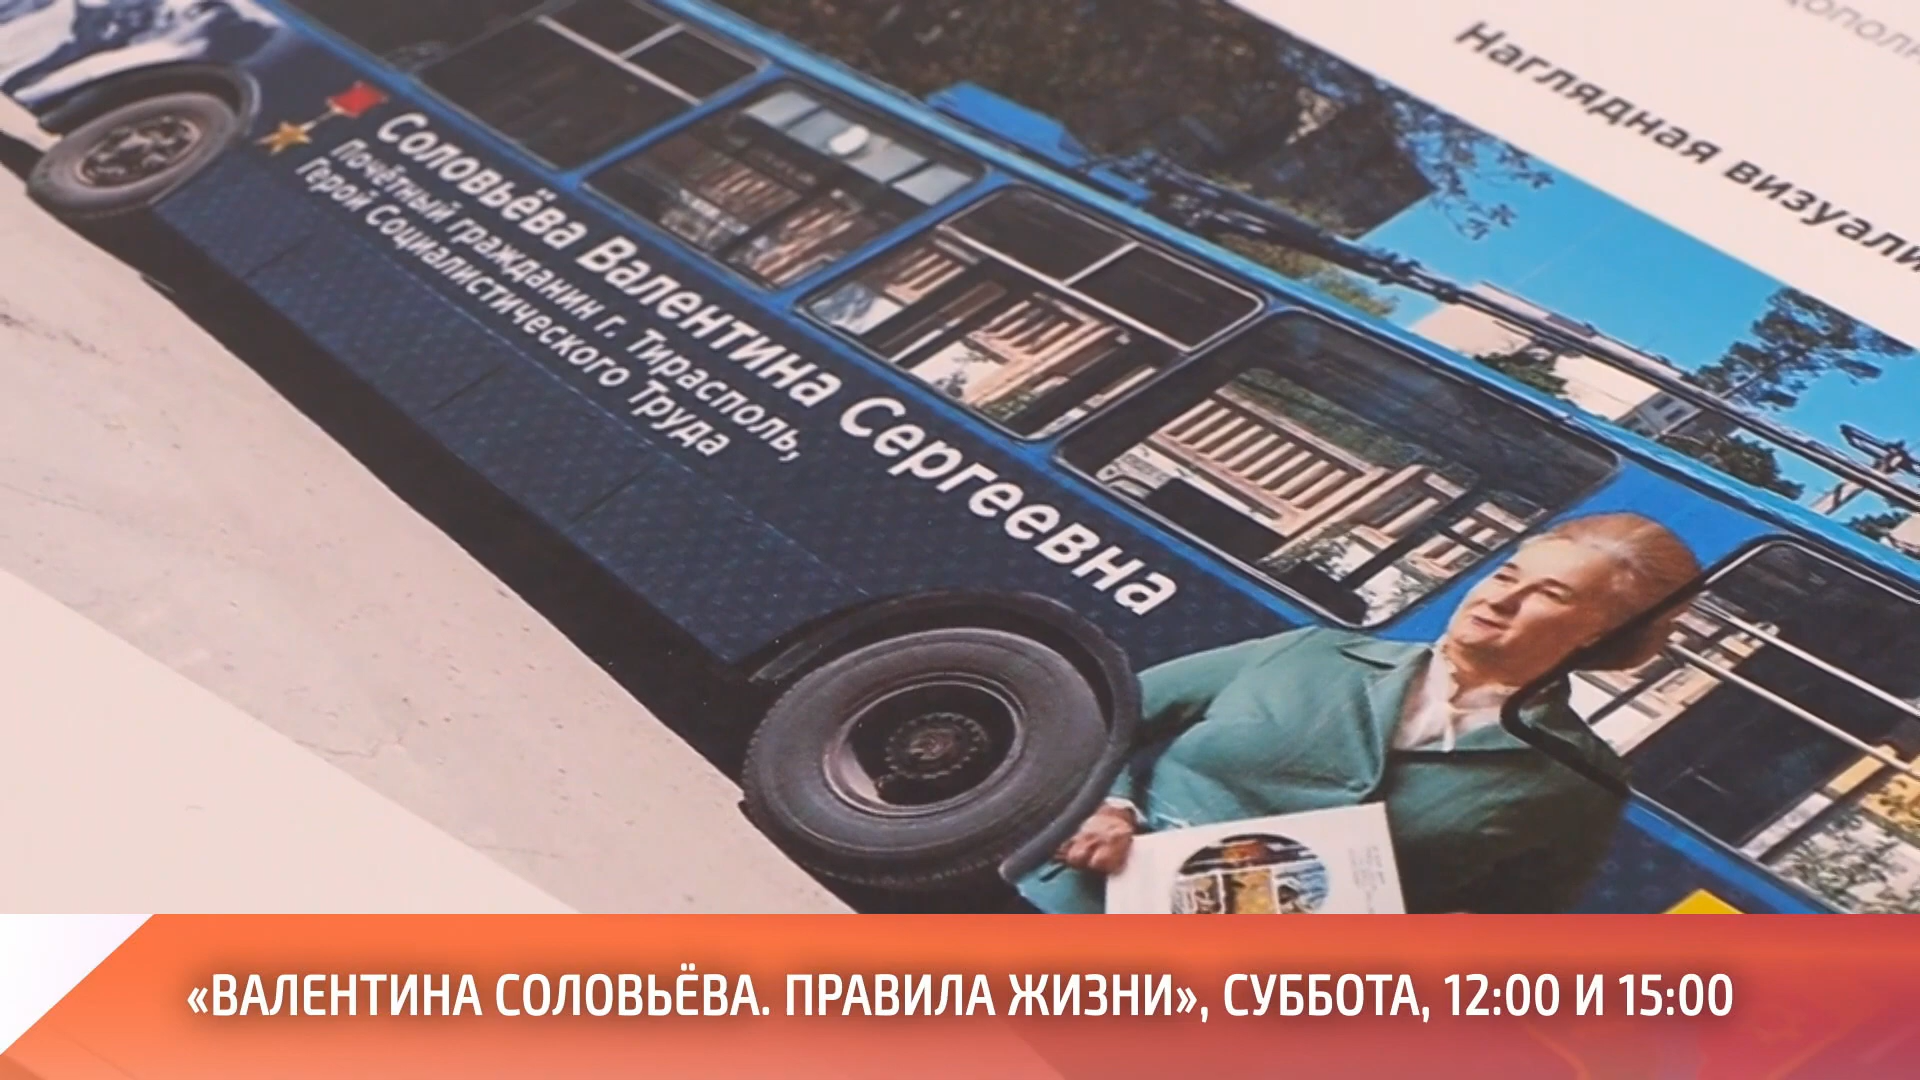 Наглядная
Соловьёва Валентина Сергеевна
Почётный гражданин г. Тирасполь,
Герой Социалистического Труда
«ВАЛЕНТИНА СОЛОВЬЁВА. ПРАВИЛА ЖИЗНИ», СУББОТА, 12:00 И 15:00